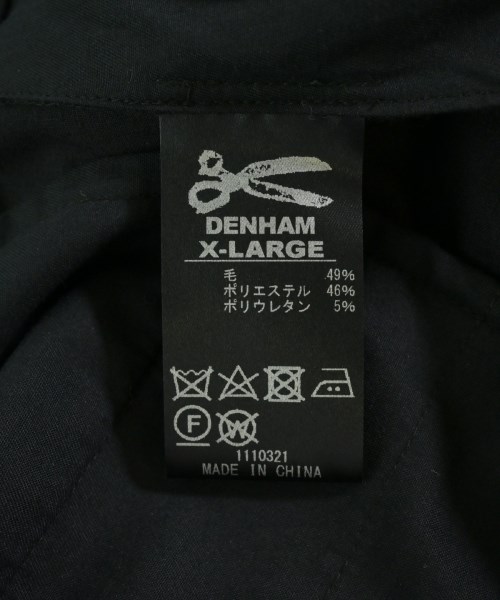 DENHAM
X-LARGE
毛 49%
ポリエステル 46%
ポリウレタン 5%
F W
1110321
MADE IN CHINA